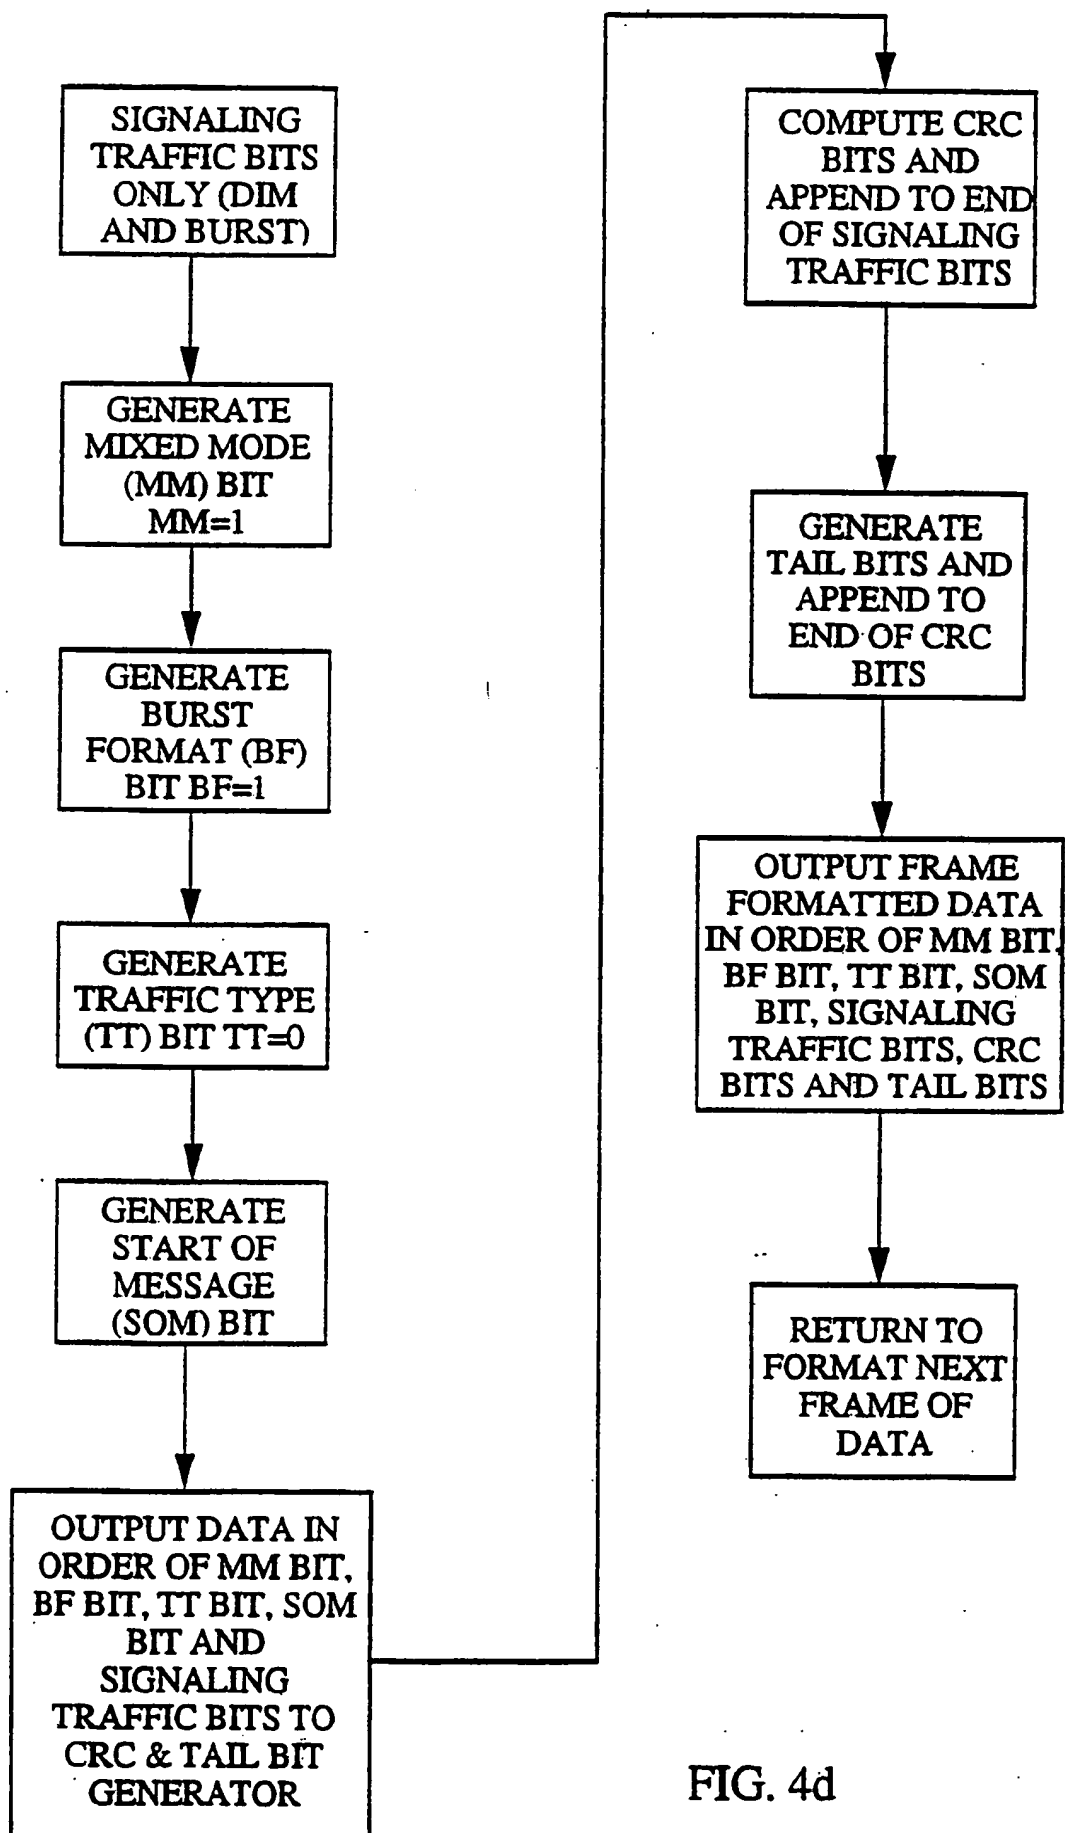 SIGNALING
TRAFFIC BITS
ONLY (DIM
AND BURST)
GENERATE
MIXED MODE
(MM) BIT
MM=1
GENERATE
BURST
FORMAT (BF)
BIT BF=1
GENERATE
TRAFFIC TYPE
(TT) BIT TT=0
GENERATE
START OF
MESSAGE
(SOM) BIT
OUTPUT DATA IN
ORDER OF MM BIT,
BF BIT, TT BIT, SOM
BIT AND
SIGNALING
TRAFFIC BITS TO
CRC & TAIL BIT
GENERATOR
COMPUTE CRC
BITS AND
APPEND TO END
OF SIGNALING
TRAFFIC BITS
GENERATE
TAIL BITS AND
APPEND TO
END OF CRC
BITS
OUTPUT FRAME
FORMATTED DATA
IN ORDER OF MM BIT,
BF BIT, TT BIT, SOM
BIT, SIGNALING
TRAFFIC BITS, CRC
BITS AND TAIL BITS
RETURN TO
FORMAT NEXT
FRAME OF
DATA
FIG. 4d